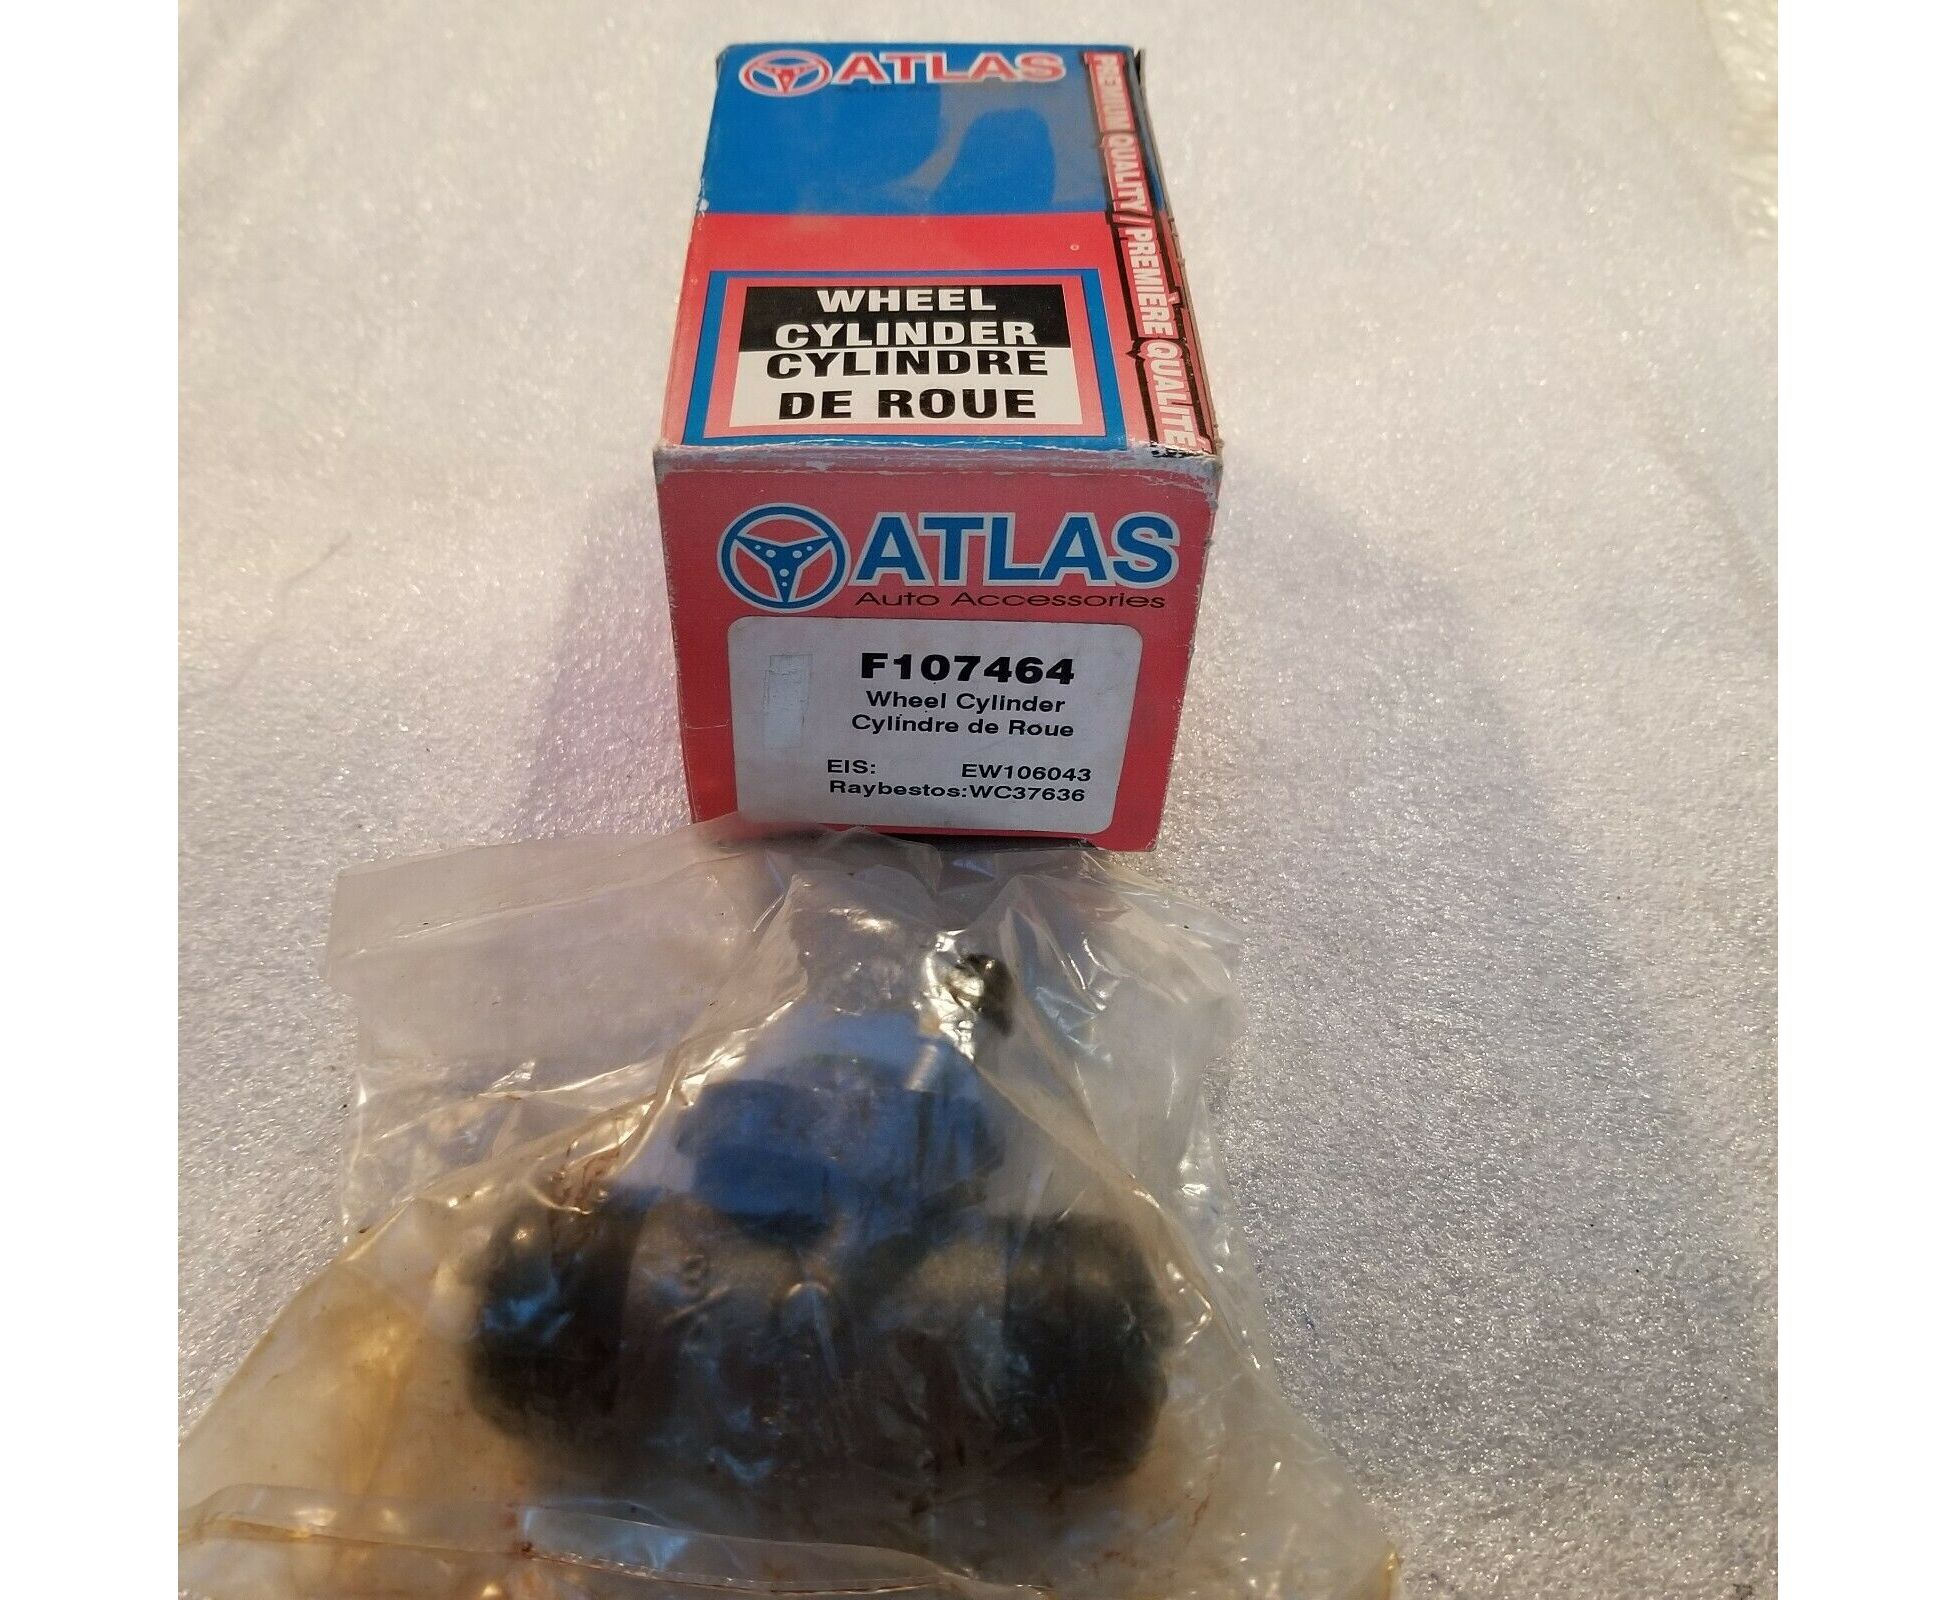 ATLAS
PREMIUM QUALITY / PREMIÈRE QUALITÉ
WHEEL
CYLINDER
CYLINDRE
DE ROUE
ATLAS
Auto Accessories
F107464
Wheel Cylinder
Cylindre de Roue
EIS: EW106043
Raybestos:WC37636
3